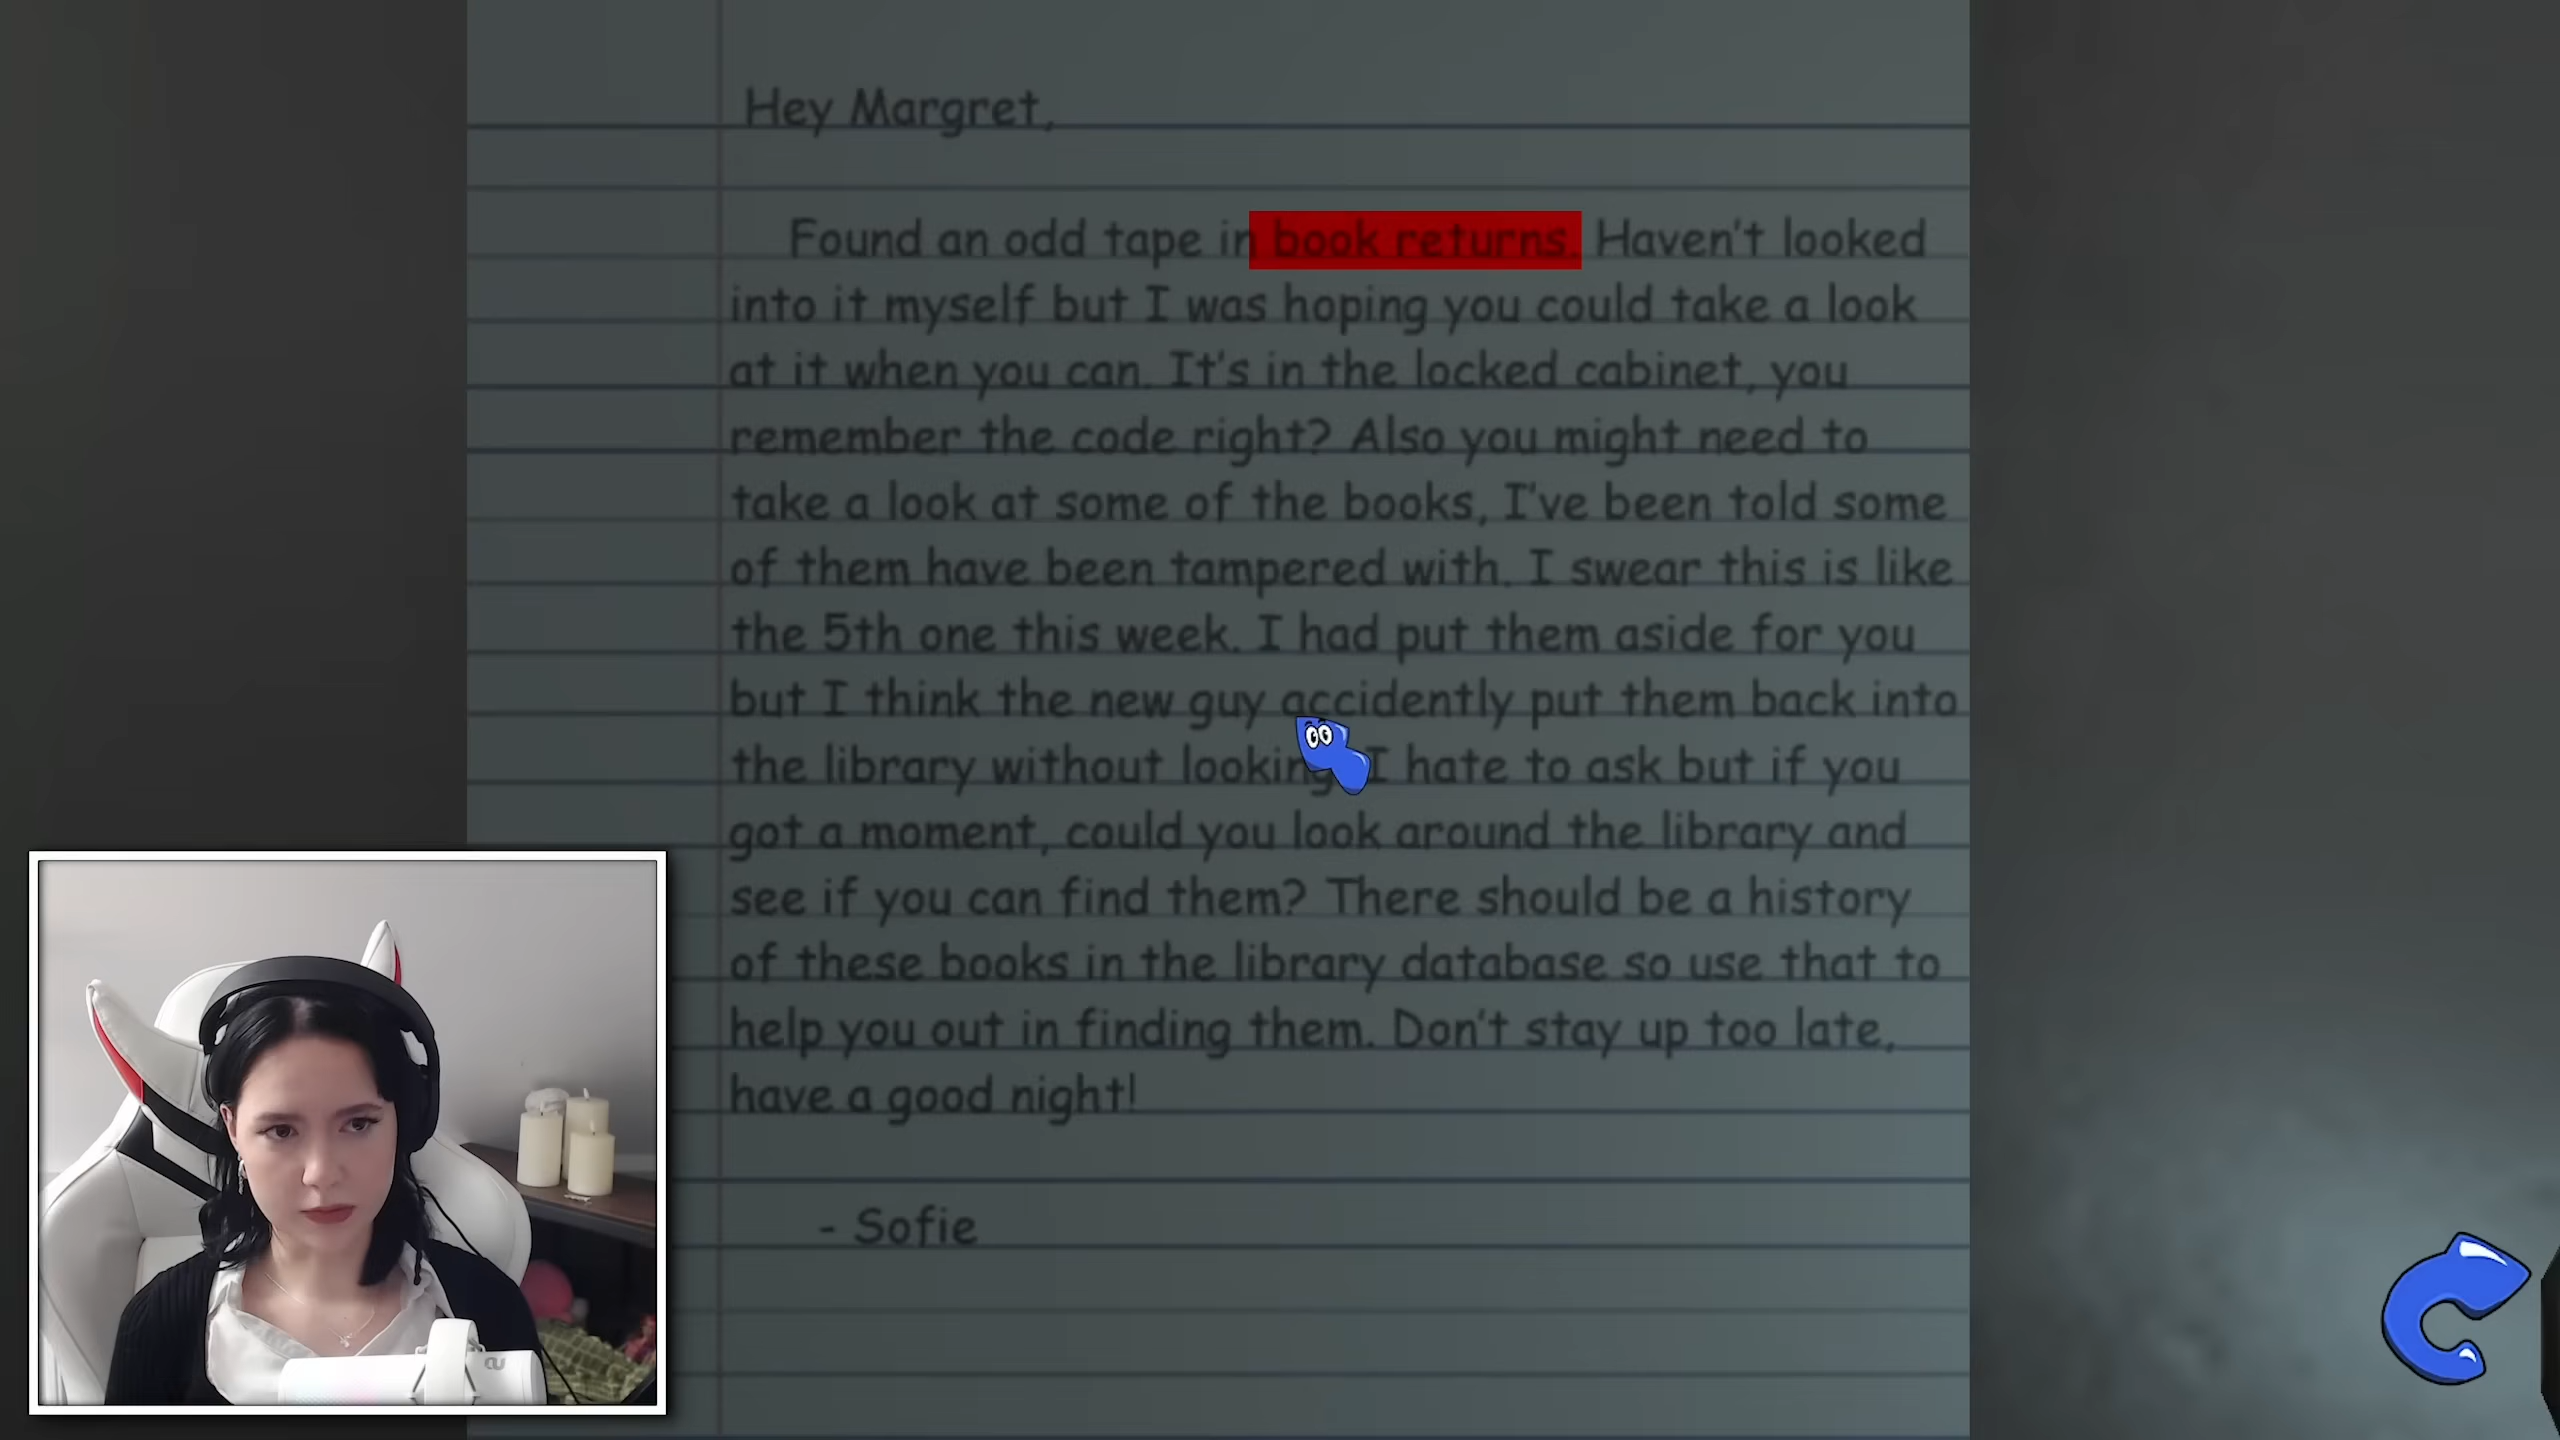 Hey Margret,
Found an odd tape in book returns. Haven't looked
into it myself but I was hoping you could take a look
at it when you can. It's in the locked cabinet, you
remember the code right? Also you might need to
take a look at some of the books, I've been told some
of them have been tampered with. I swear this is like
the 5th one this week. I had put them aside for you
but I think the new guy accidently put them back into
the library without looking I hate to ask but if you
got a moment, could you look around the library and
see if you can find them? There should be a history
of these books in the library database so use that to
help you out in finding them. Don't stay up too late,
have a good night!
- Sofie